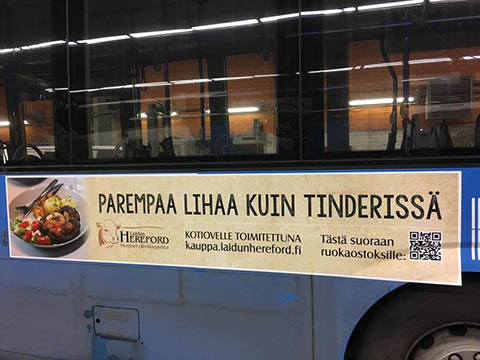 PAREMPAA LIHAA KUIN TINDERISSÄ
Laidun
HEREFORD
KOTIOVELLE TOIMITETTUNA
kauppa.laidunhereford.fi
Tästä suoraan
ruokaostoksille: